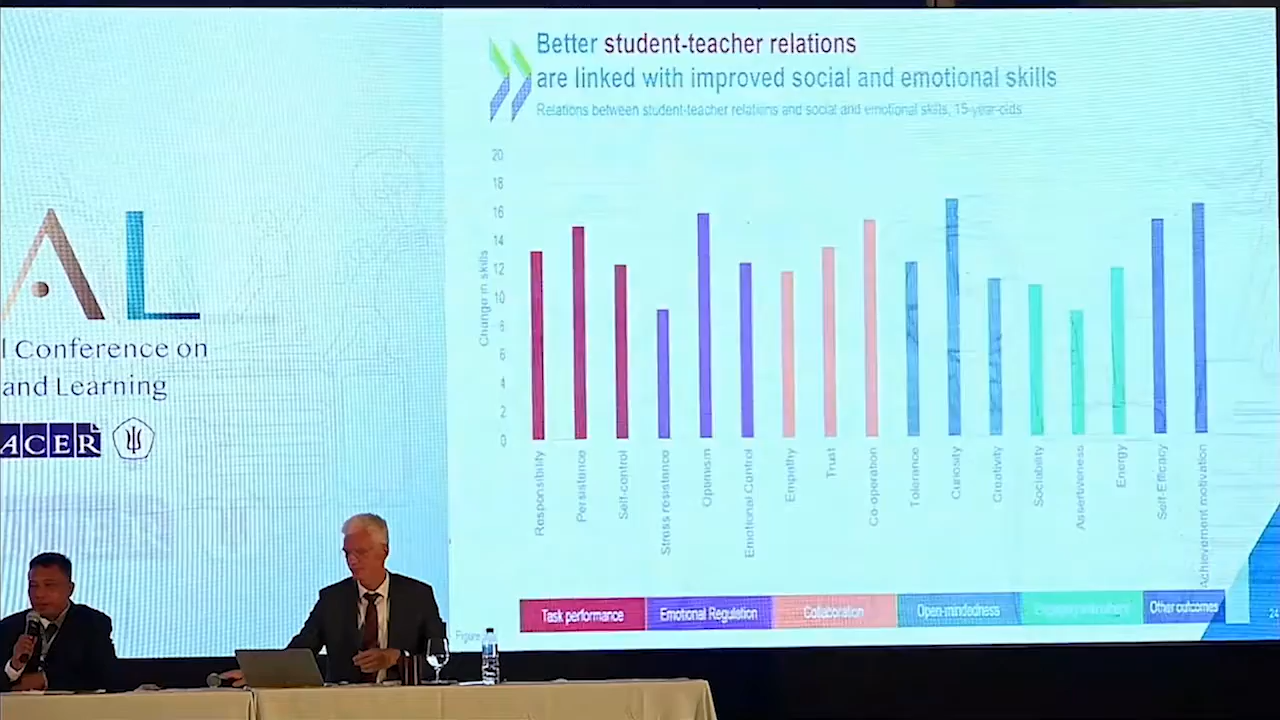 AL
l Conference on
and Learning
ACER
Better student-teacher relations
are linked with improved social and emotional skills
Relations between student-teacher relations and social and emotional skills, 15-year-olds
Change in skills
20
18
16
14
12
10
8
6
4
2
0
Responsibility
Persistence
Self-control
Stress resistance
Optimism
Emotional Control
Empathy
Trust
Co-operation
Tolerance
Curiosity
Creativity
Sociability
Assertiveness
Energy
Self-Efficacy
Achievement motivation
Task performance
Emotional Regulation
Collaboration
Open-mindedness
Other outcomes
Figure